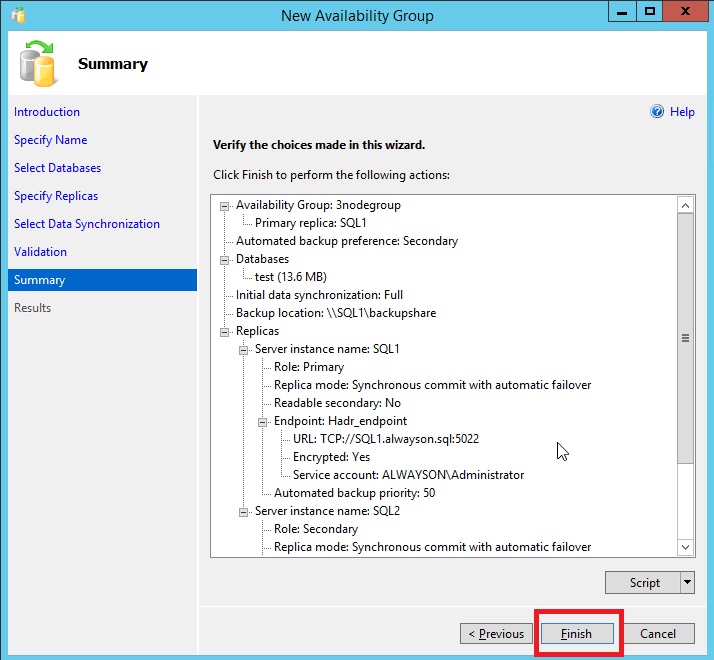 New Availability Group
X
Summary
Introduction
Specify Name
Select Databases
Specify Replicas
Select Data Synchronization
Validation
Summary
Results
Help
Verify the choices made in this wizard.
Click Finish to perform the following actions:
Availability Group: 3nodegroup
Primary replica: SQL1
Automated backup preference: Secondary
Databases
test (13.6 MB)
Initial data synchronization: Full
Backup location: \\SQL1\backupshare
Replicas
Server instance name: SQL1
Role: Primary
Replica mode: Synchronous commit with automatic failover
Readable secondary: No
Endpoint: Hadr_endpoint
URL: TCP://SQL1.alwayson.sql:5022
Encrypted: Yes
Service account: ALWAYSON\Administrator
Automated backup priority: 50
Server instance name: SQL2
Role: Secondary
Replica mode: Synchronous commit with automatic failover
Script
< Previous
Finish
Cancel